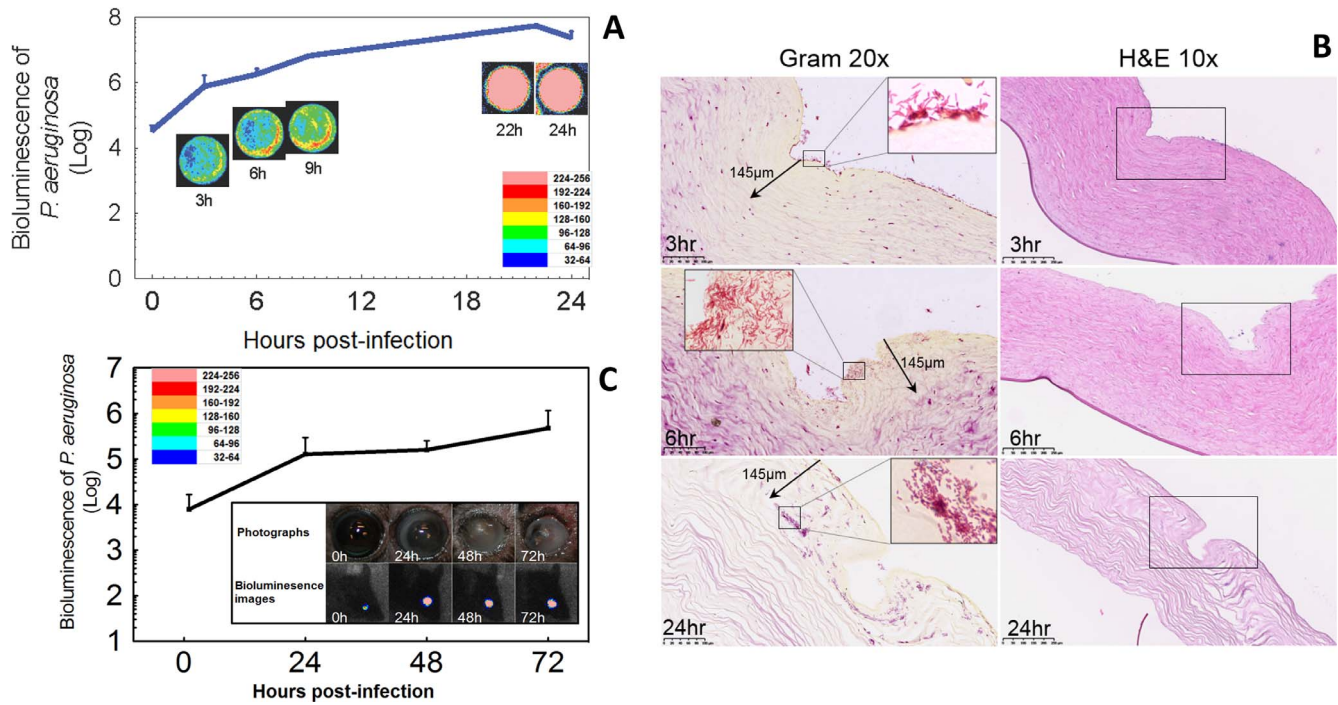 A
Bioluminescence of
P. aeruginosa
(Log)
8
6
4
2
0
3h
6h
9h
22h
24h
224-256
192-224
160-192
128-160
96-128
64-96
32-64
0 6 12 18 24
Hours post-infection
C
Bioluminescence of P. aeruginosa
(Log)
7
6
5
4
3
2
1
224-256
192-224
160-192
128-160
96-128
64-96
32-64
Photographs
0h 24h 48h 72h
Bioluminesence
images
0h 24h 48h 72h
0 24 48 72
Hours post-infection
B
Gram 20x H&E 10x
145µm
3hr
3hr
145µm
6hr
6hr
145µm
24hr
24hr